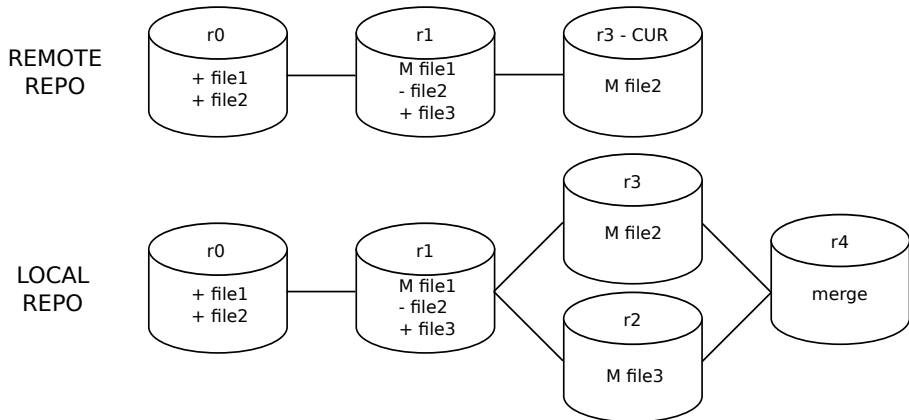 REMOTE
REPO
r0
+ file1
+ file2
r1
M file1
- file2
+ file3
r3 - CUR
M file2
LOCAL
REPO
r0
+ file1
+ file2
r1
M file1
- file2
+ file3
r3
M file2
r2
M file3
r4
merge